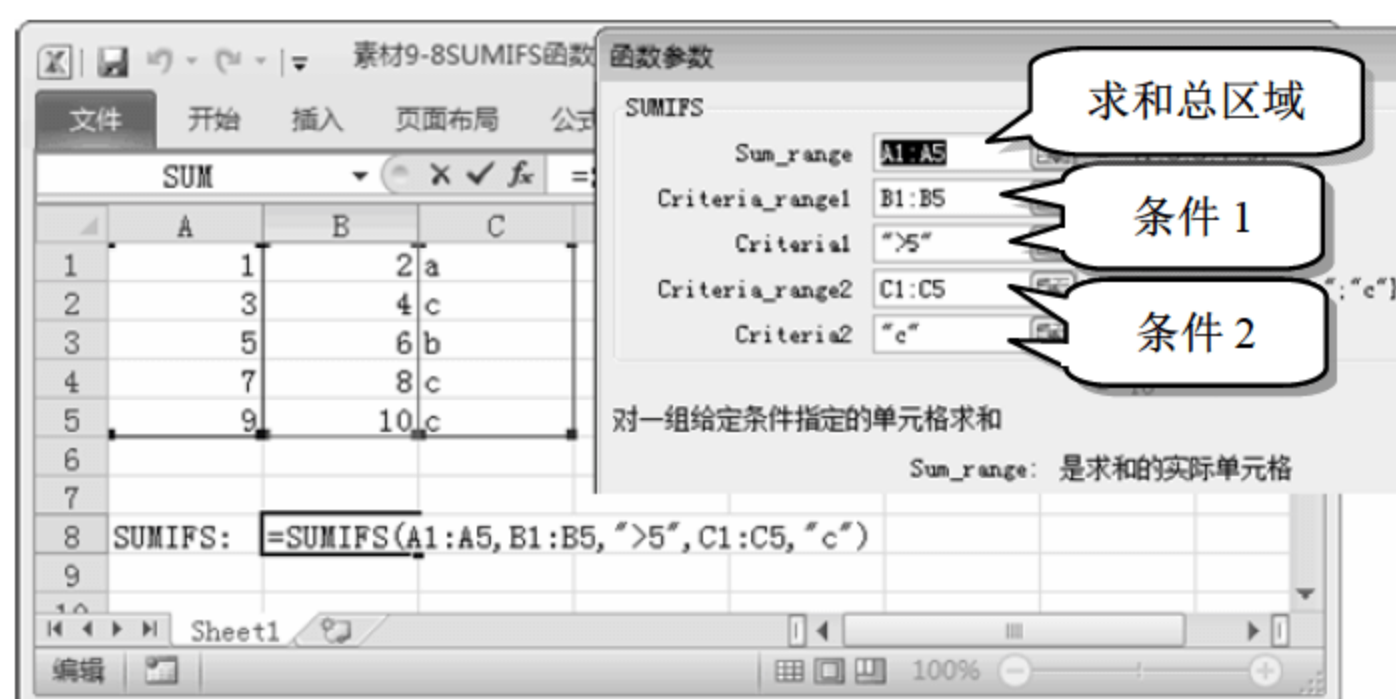 素材9-8SUMIFS函数
函数参数
求和总区域
文件 开始 插入 页面布局 公式
SUMIFS
Sum_range A1:A5
SUM fx =
Criteria_range1 B1:B5
条件 1
Criteria1 ">5"
Criteria_range2 C1:C5 ";"c"}
条件 2
Criteria2 "c"
A B C
1 1 2 a
2 3 4 c
3 5 6 b
4 7 8 c
5 9 10 c
对一组给定条件指定的单元格求和
Sum_range: 是求和的实际单元格
6
7
8 SUMIFS: =SUMIFS(A1:A5,B1:B5,">5",C1:C5,"c")
9
10
Sheet1
编辑 100%